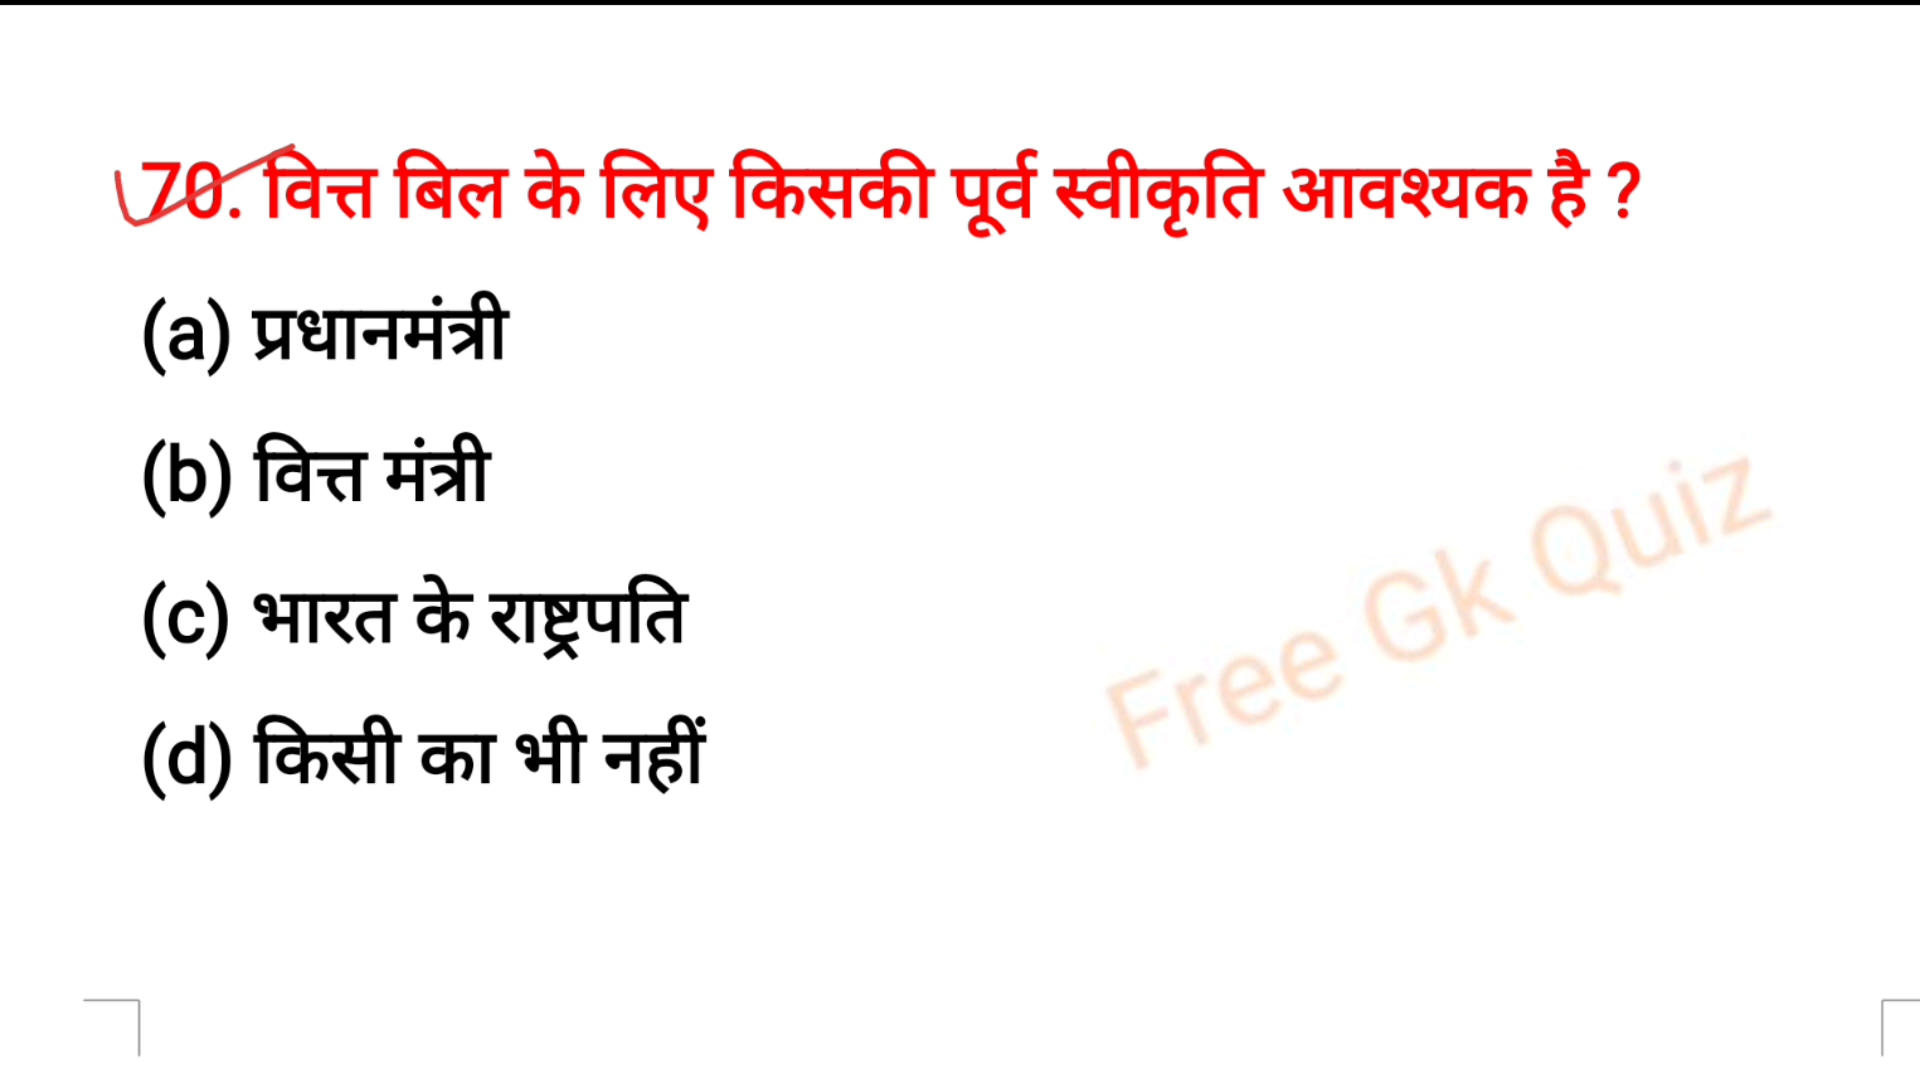 70. वित्त बिल के लिए किसकी पूर्व स्वीकृति आवश्यक है ?
(a) प्रधानमंत्री
(b) वित्त मंत्री
(c) भारत के राष्ट्रपति
(d) किसी का भी नहीं
Free Gk Quiz